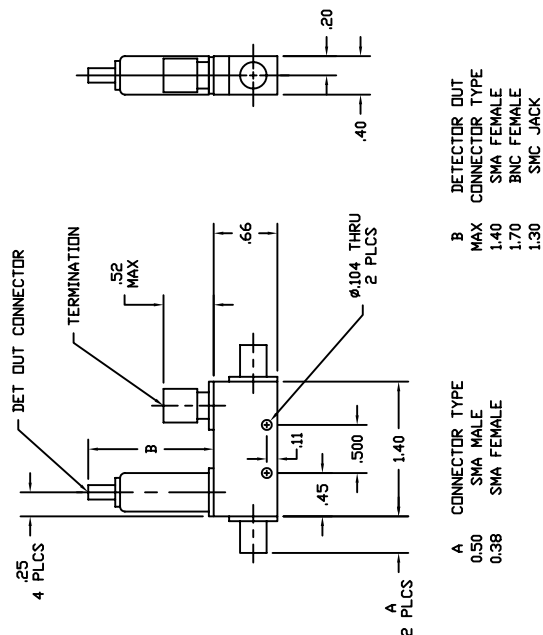 DET OUT CONNECTOR
TERMINATION
.25
4 PLCS
B
.52
MAX
.66
.20
.40
Ø.104 THRU
2 PLCS
.11
.500
.45
1.40
A
2 PLCS
A CONNECTOR TYPE
0.50 SMA MALE
0.38 SMA FEMALE
B DETECTOR OUT
MAX CONNECTOR TYPE
1.40 SMA FEMALE
1.70 BNC FEMALE
1.30 SMC JACK